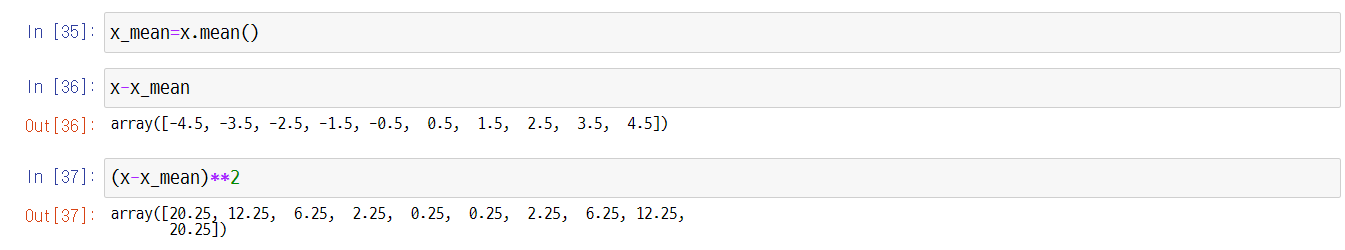 In [35]: x_mean=x.mean()
In [36]: x-x_mean
Out[36]: array([-4.5, -3.5, -2.5, -1.5, -0.5,  0.5,  1.5,  2.5,  3.5,  4.5])
In [37]: (x-x_mean)**2
Out[37]: array([20.25, 12.25,  6.25,  2.25,  0.25,  0.25,  2.25,  6.25, 12.25,
20.25])